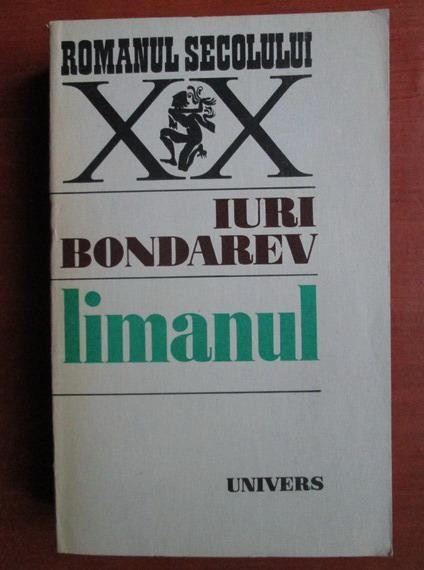 ROMANUL SECOLULUI
XX
IURI
BONDAREV
limanul
UNIVERS